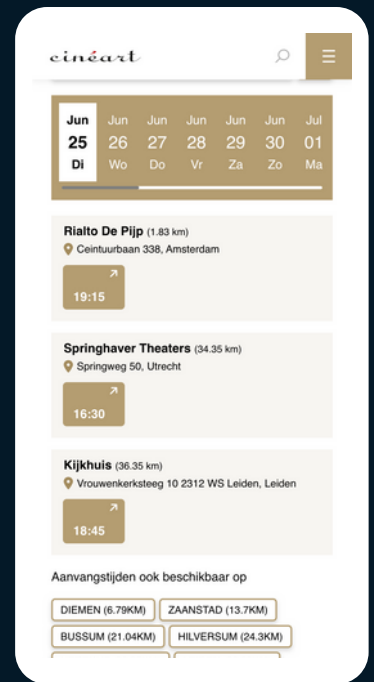 cinéart
Jun Jun Jun Jun Jun Jun Jul
25 26 27 28 29 30 01
Di Wo Do Vr Za Zo Ma
Rialto De Pijp (1.83 km)
Ceintuurbaan 338, Amsterdam
19:15
Springhaver Theaters (34.35 km)
Springweg 50, Utrecht
16:30
Kijkhuis (36.35 km)
Vrouwenkerksteeg 10 2312 WS Leiden, Leiden
18:45
Aanvangstijden ook beschikbaar op
DIEMEN (6.79KM) ZAANSTAD (13.7KM)
BUSSUM (21.04KM) HILVERSUM (24.3KM)